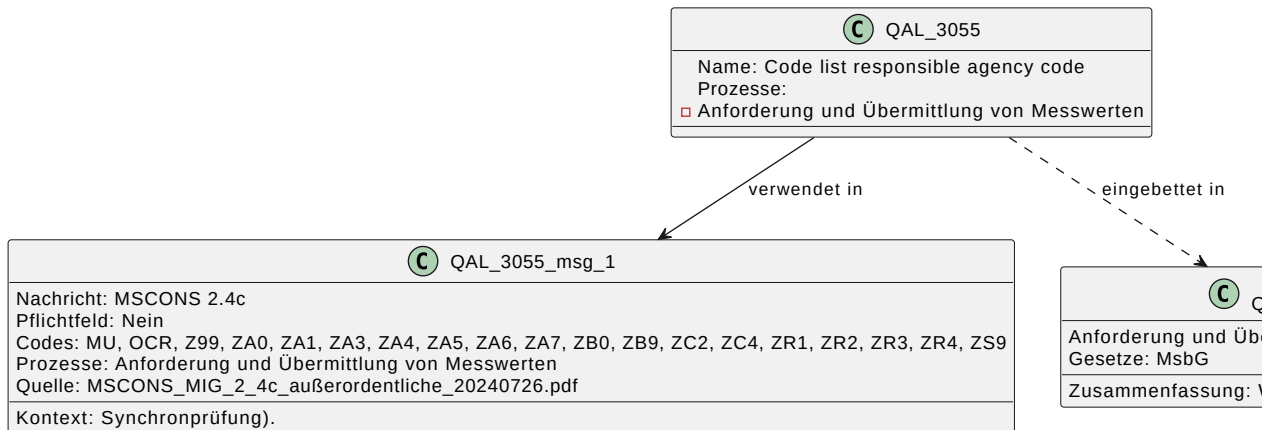 C QAL_3055
Name: Code list responsible agency code
Prozesse:
Anforderung und Übermittlung von Messwerten
verwendet in
eingebettet in
C QAL_3055_msg_1
Nachricht: MSCONS 2.4c
Pflichtfeld: Nein
Codes: MU, OCR, Z99, ZA0, ZA1, ZA3, ZA4, ZA5, ZA6, ZA7, ZB0, ZB9, ZC2, ZC4, ZR1, ZR2, ZR3, ZR4, ZS9
Prozesse: Anforderung und Übermittlung von Messwerten
Quelle: MSCONS_MIG_2_4c_außerordentliche_20240726.pdf
Kontext: Synchronprüfung).
C
Anforderung und
Gesetze: MsbG
Zusammenfassung: